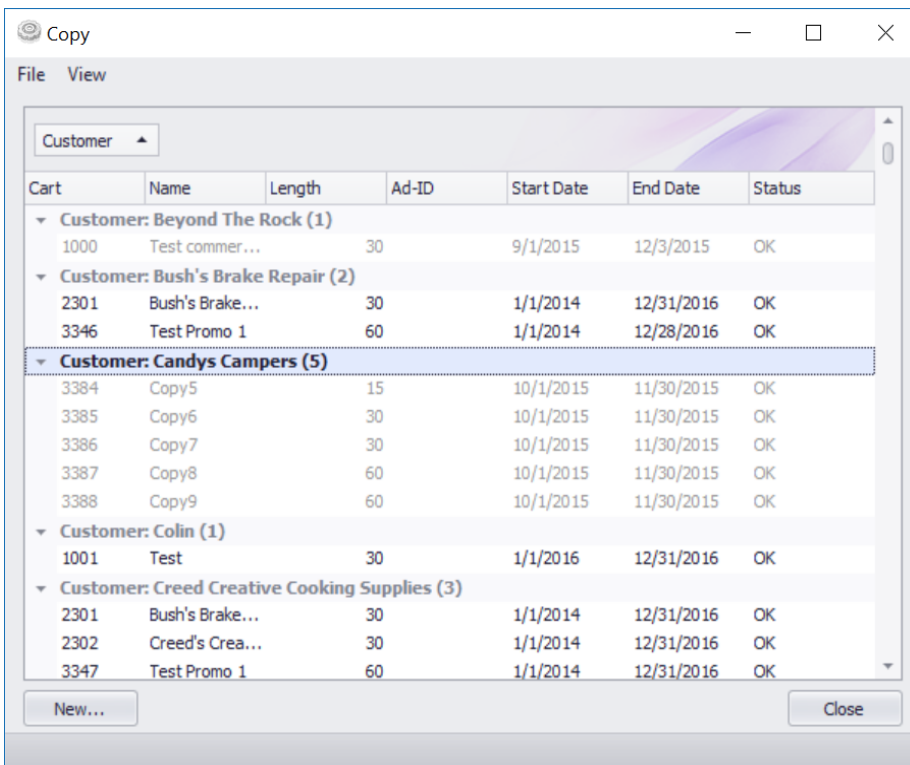 Copy
File View
Customer
Cart Name Length Ad-ID Start Date End Date Status
Customer: Beyond The Rock (1)
1000 Test commer... 30 9/1/2015 12/3/2015 OK
Customer: Bush's Brake Repair (2)
2301 Bush's Brake... 30 1/1/2014 12/31/2016 OK
3346 Test Promo 1 60 1/1/2014 12/28/2016 OK
Customer: Candys Campers (5)
3384 Copy5 15 10/1/2015 11/30/2015 OK
3385 Copy6 30 10/1/2015 11/30/2015 OK
3386 Copy7 30 10/1/2015 11/30/2015 OK
3387 Copy8 60 10/1/2015 11/30/2015 OK
3388 Copy9 60 10/1/2015 11/30/2015 OK
Customer: Colin (1)
1001 Test 30 1/1/2016 12/31/2016 OK
Customer: Creed Creative Cooking Supplies (3)
2301 Bush's Brake... 30 1/1/2014 12/31/2016 OK
2302 Creed's Crea... 30 1/1/2014 12/31/2016 OK
3347 Test Promo 1 60 1/1/2014 12/31/2016 OK
New... Close